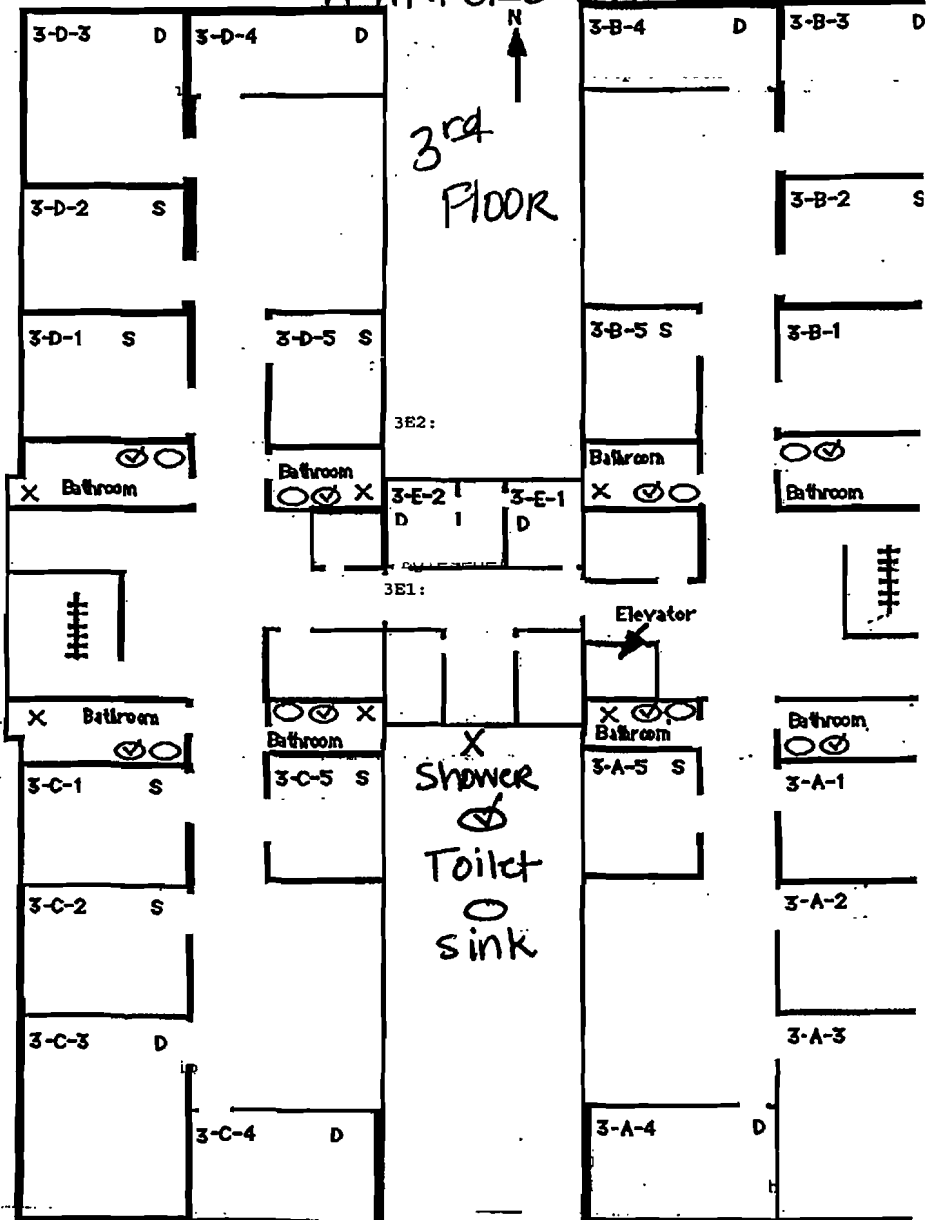 N
3-D-3 D
3-D-4 D
3-B-4 D
3-B-3 D
3rd
FlOOR
3-D-2 S
3-B-2 S
3-D-1 S
3-D-5 S
3-B-5 S
3-B-1
3E2:
Bathroom
X
Bathroom
X
Bathroom
X
Bathroom
3-E-2
D
3-E-1
D
3E1:
Elevator
X Bathroom
X
Bathroom
X
Bathroom
Bathroom
X
Shower
Toilet
sink
3-C-1 S
3-C-5 S
3-A-5 S
3-A-1
3-C-2 S
3-A-2
3-C-3 D
3-A-3
3-C-4 D
3-A-4 D